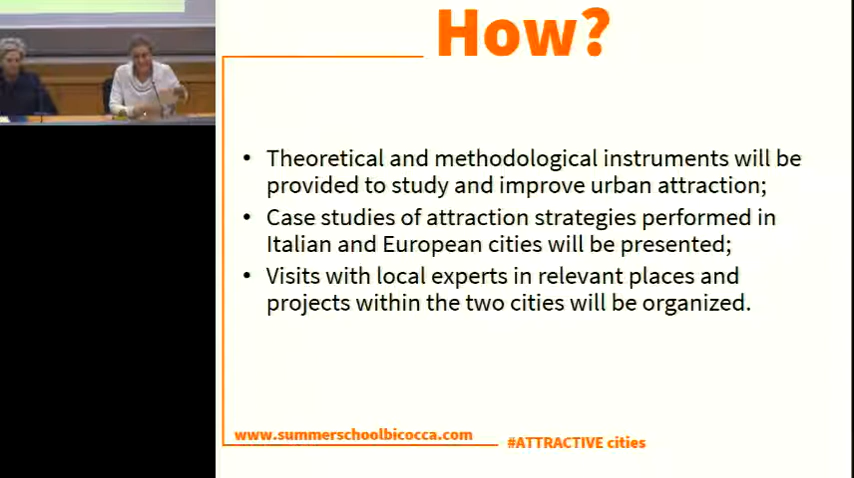 How?
• Theoretical and methodological instruments will be
provided to study and improve urban attraction;
• Case studies of attraction strategies performed in
Italian and European cities will be presented;
• Visits with local experts in relevant places and
projects within the two cities will be organized.
www.summerschoolbicocca.com
#ATTRACTIVE cities